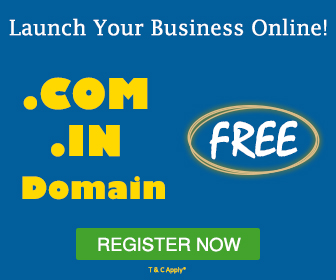 Launch Your Business Online!
.COM
.IN
Domain
FREE
REGISTER NOW
T & C Apply*